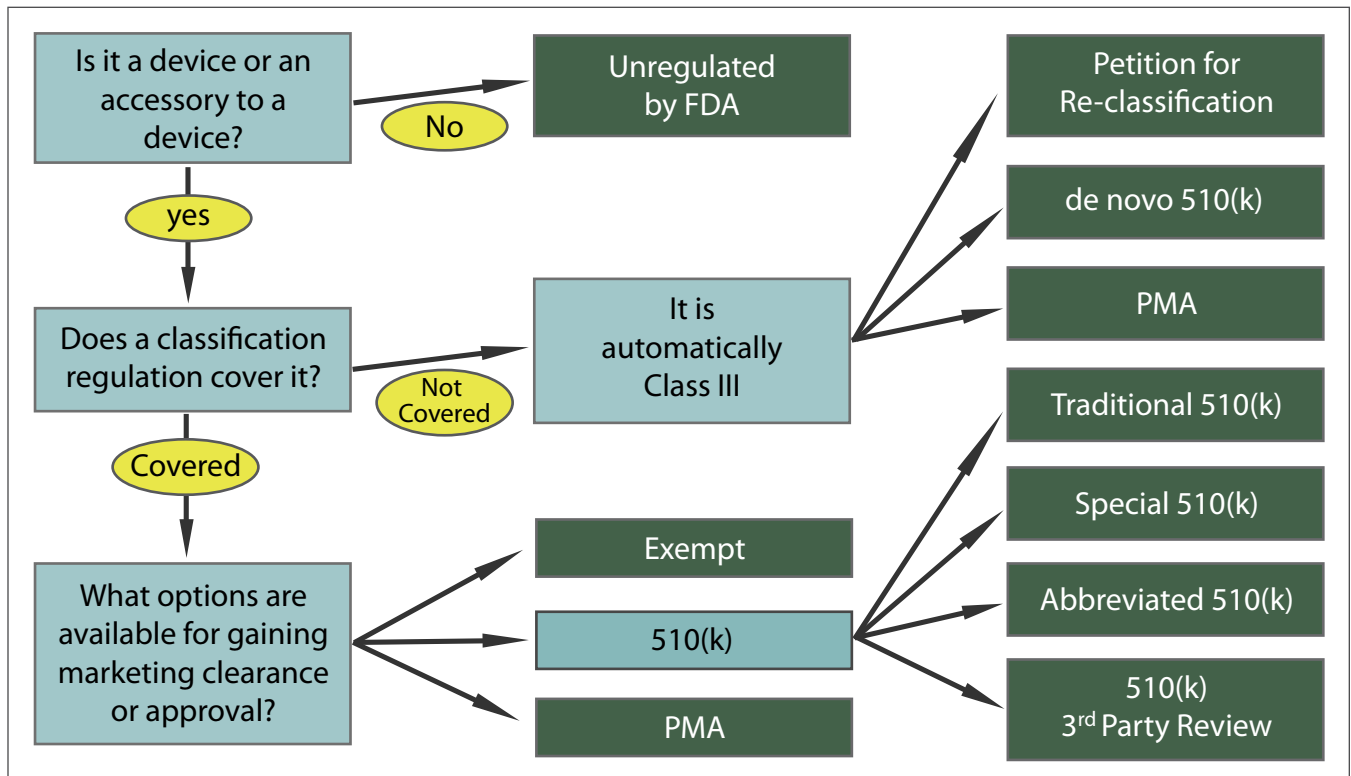 Is it a device or an
accessory to a
device?
No
Unregulated
by FDA
Petition for
Re-classification
yes
de novo 510(k)
PMA
Does a classification
regulation cover it?
Not
Covered
It is
automatically
Class III
Traditional 510(k)
Covered
Special 510(k)
What options are
available for gaining
marketing clearance
or approval?
Exempt
510(k)
PMA
Abbreviated 510(k)
510(k)
3rd Party Review